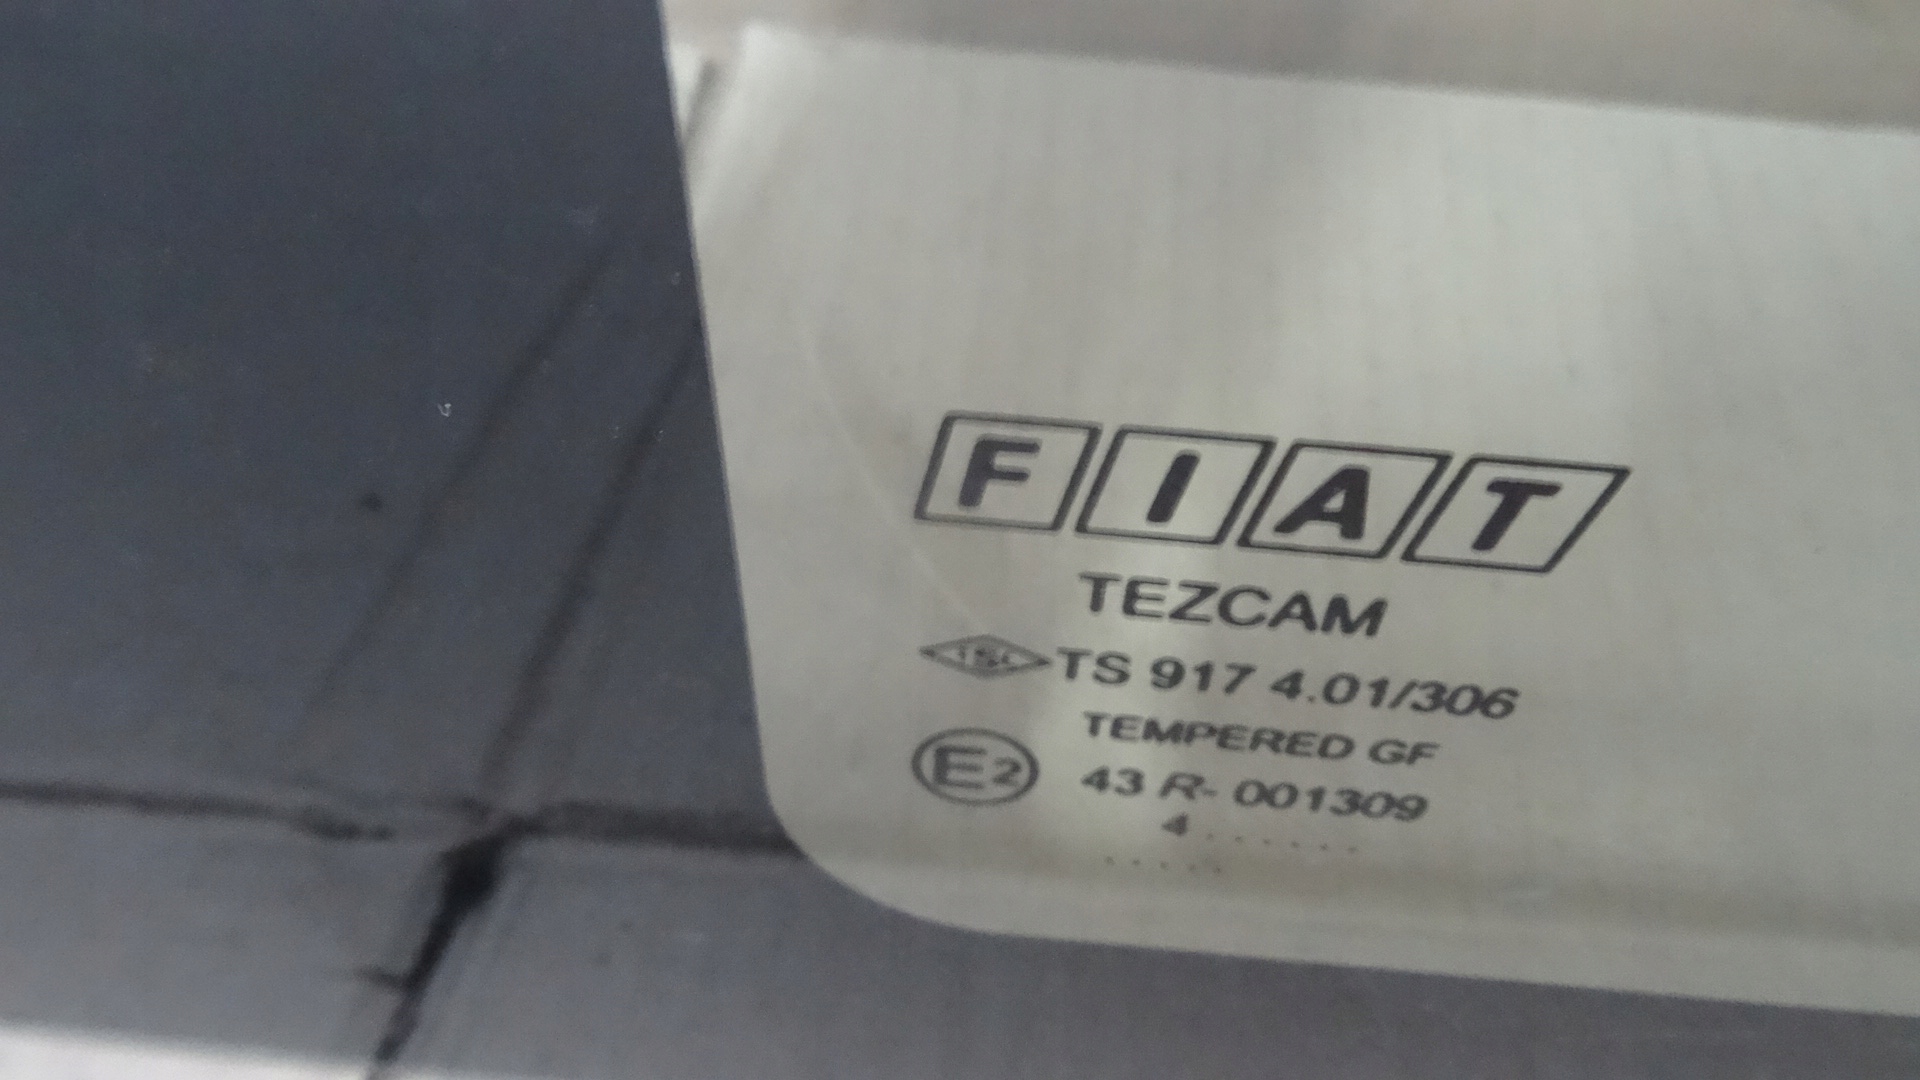 FIAT
TEZCAM
TSE TS 917 4.01/306
TEMPERED GF
E2 43 R- 001309
4 . . . . . . .
. . . . .